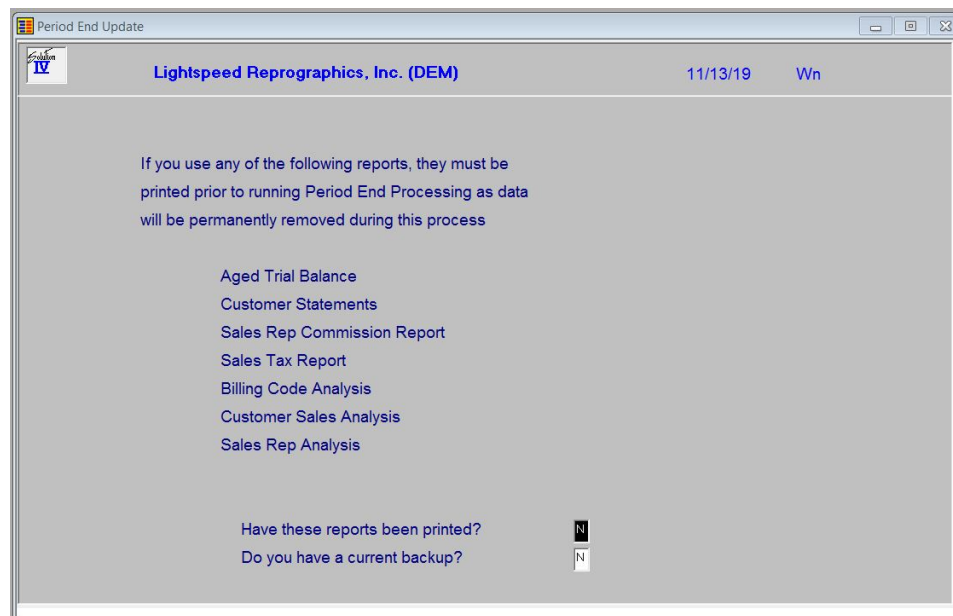 Period End Update
Solution
IV
Lightspeed Reprographics, Inc. (DEM) 11/13/19 Wn
If you use any of the following reports, they must be
printed prior to running Period End Processing as data
will be permanently removed during this process
Aged Trial Balance
Customer Statements
Sales Rep Commission Report
Sales Tax Report
Billing Code Analysis
Customer Sales Analysis
Sales Rep Analysis
Have these reports been printed? N
Do you have a current backup? N